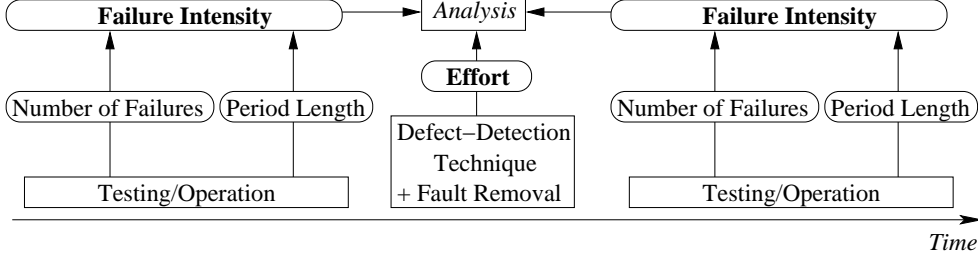 Failure Intensity
Analysis
Failure Intensity
Effort
Number of Failures
Period Length
Number of Failures
Period Length
Defect−Detection
Technique
+ Fault Removal
Testing/Operation
Testing/Operation
Time